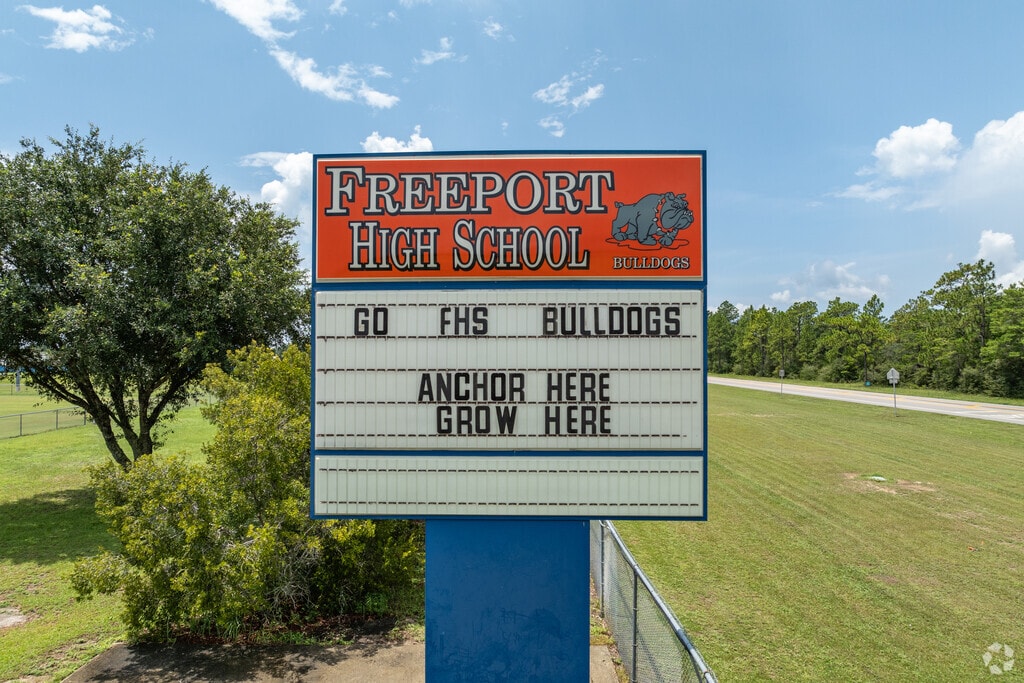 FREEPORT
HIGH SCHOOL
BULLDOGS
GO FHS BULLDOGS
ANCHOR HERE
GROW HERE